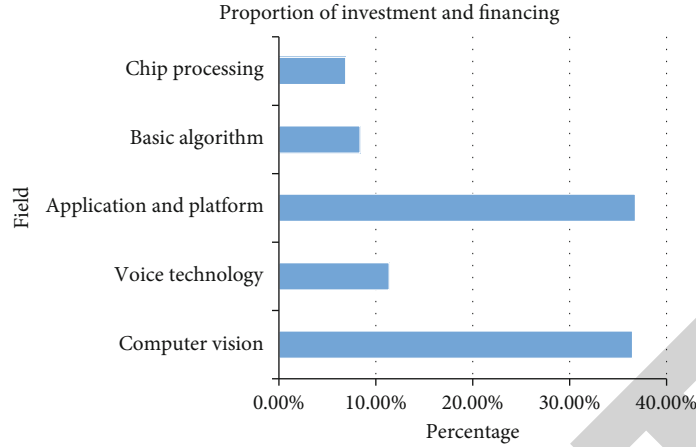 Proportion of investment and financing
Chip processing
Basic algorithm
Application and platform
Voice technology
Computer vision
Field
0.00% 10.00% 20.00% 30.00% 40.00%
Percentage